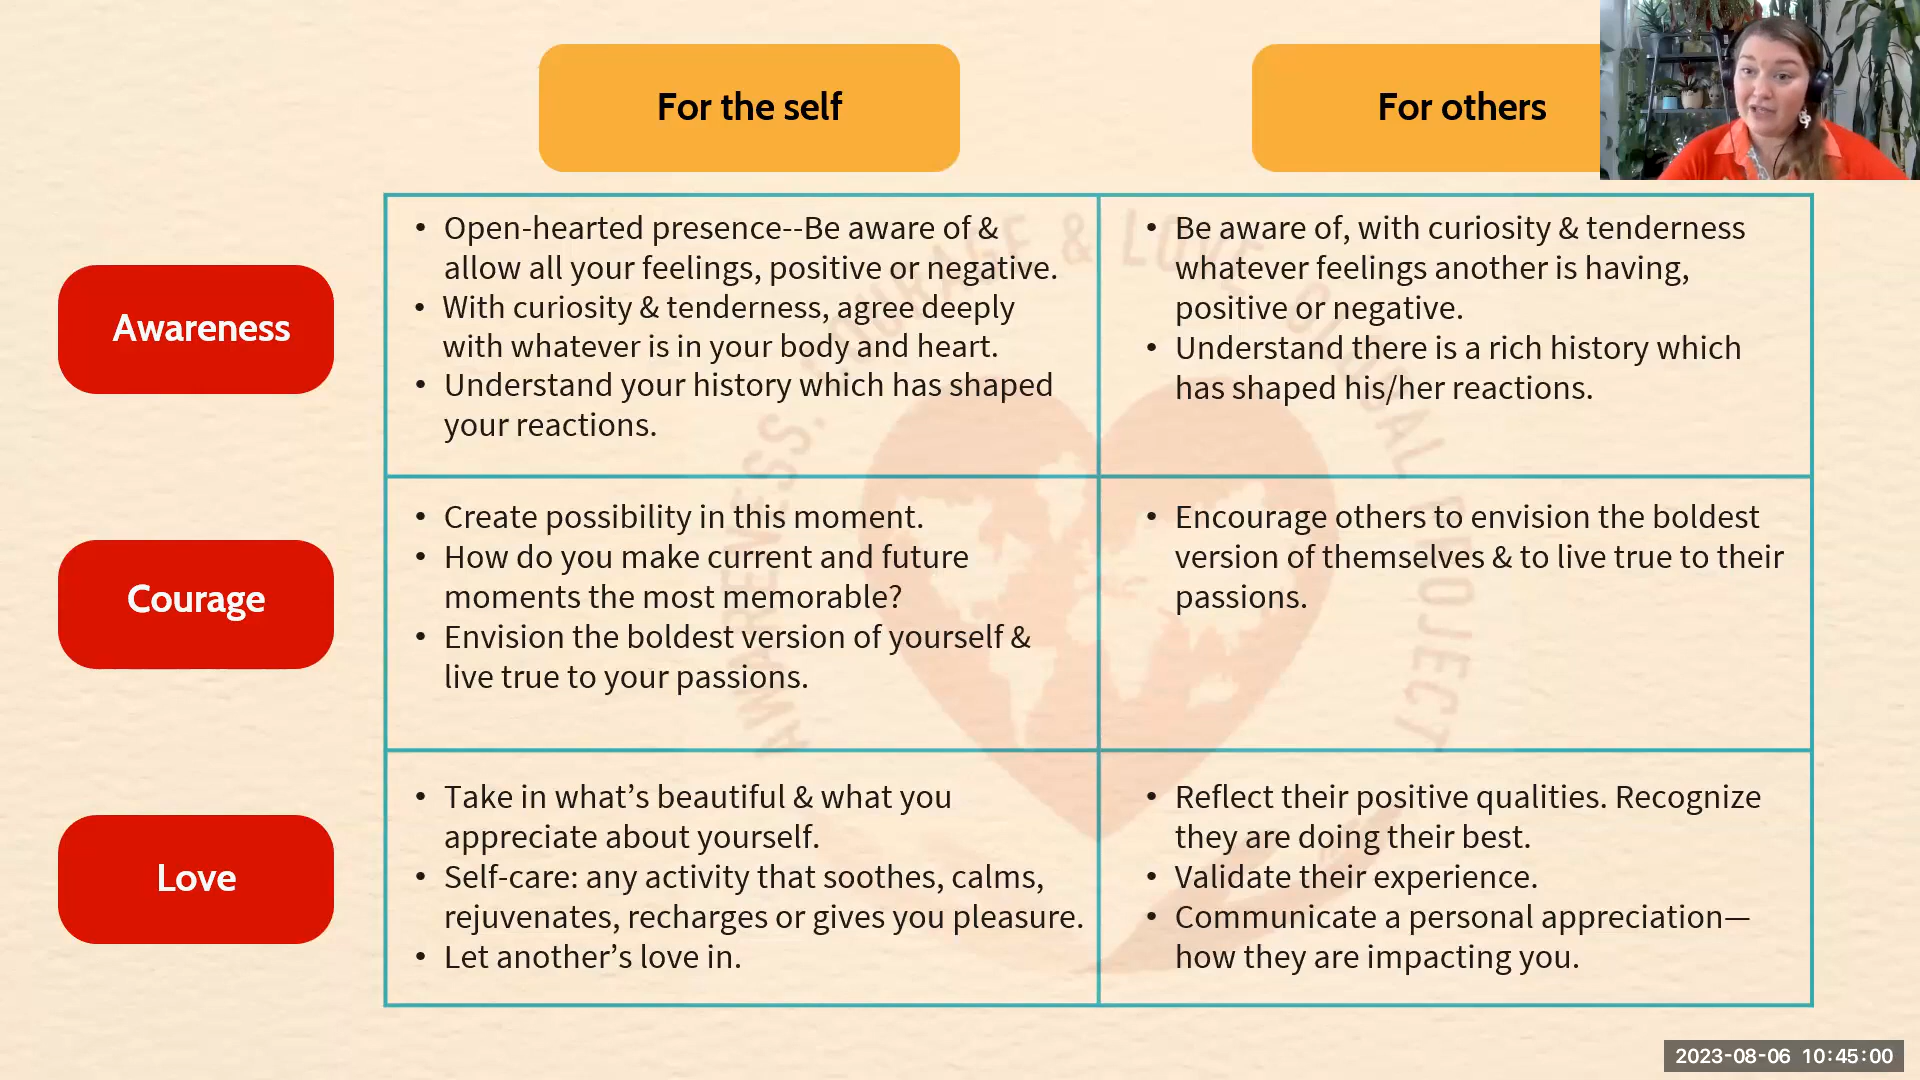 For the self
For others
Awareness
• Open-hearted presence--Be aware of &
allow all your feelings, positive or negative.
• With curiosity & tenderness, agree deeply
with whatever is in your body and heart.
• Understand your history which has shaped
your reactions.
• Be aware of, with curiosity & tenderness
whatever feelings another is having,
positive or negative.
• Understand there is a rich history which
has shaped his/her reactions.
Courage
• Create possibility in this moment.
• How do you make current and future
moments the most memorable?
• Envision the boldest version of yourself &
live true to your passions.
• Encourage others to envision the boldest
version of themselves & to live true to their
passions.
Love
• Take in what’s beautiful & what you
appreciate about yourself.
• Self-care: any activity that soothes, calms,
rejuvenates, recharges or gives you pleasure.
• Let another’s love in.
• Reflect their positive qualities. Recognize
they are doing their best.
• Validate their experience.
• Communicate a personal appreciation—
how they are impacting you.
AWARENESS, COURAGE & LOVE GLOBAL PROJECT
2023-08-06 10:45:00